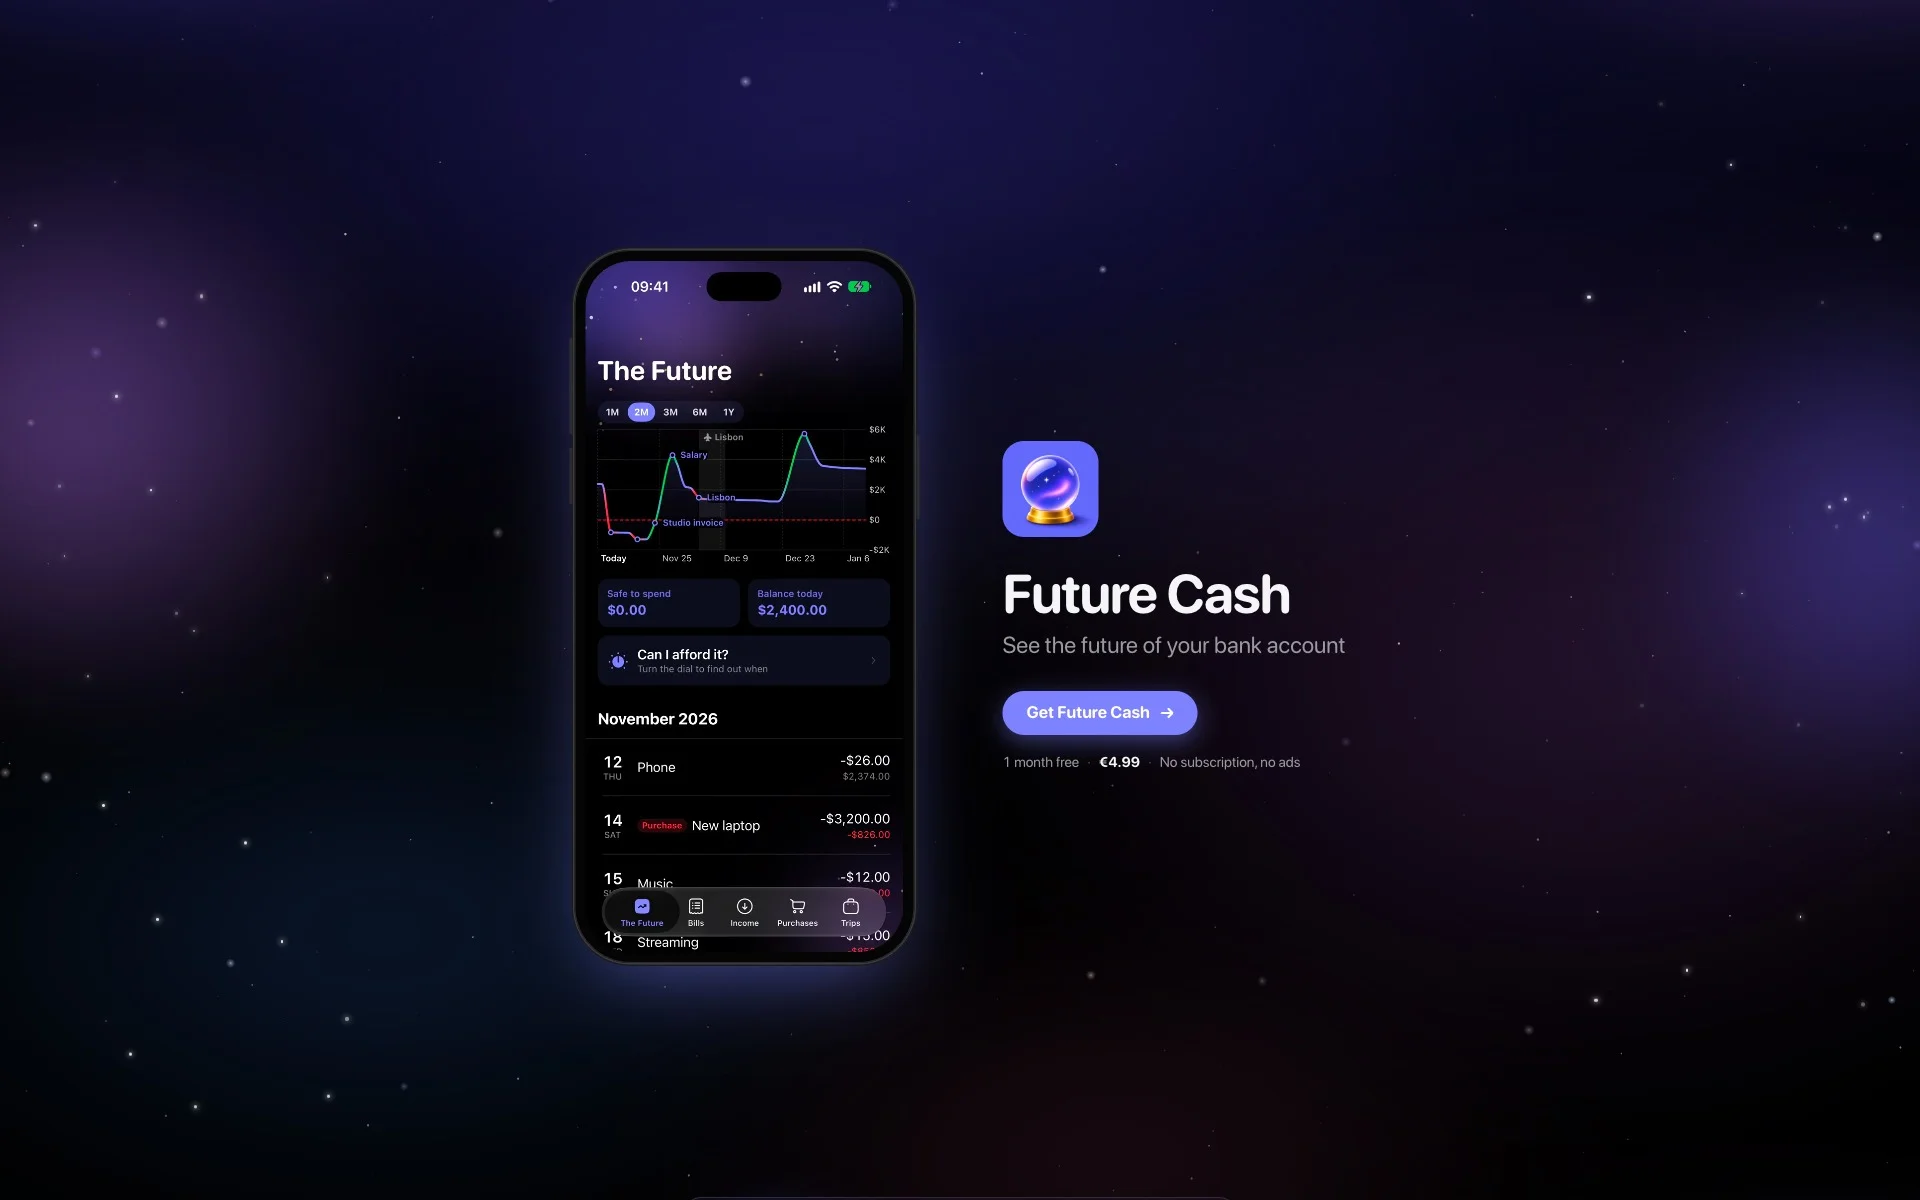 09:41
The Future
1M 2M 3M 6M 1Y
$6K
Lisbon
Salary
$4K
$2K
Lisbon
Studio invoice
$0
-$2K
Today Nov 25 Dec 9 Dec 23 Jan 6
Safe to spend
$0.00
Balance today
$2,400.00
Can I afford it?
Turn the dial to find out when
November 2026
12 Phone -$26.00
THU $2,374.00
14 Purchase New laptop -$3,200.00
SAT -$826.00
15 Music -$12.00
The Future Bills Income Purchases Trips
18 Streaming -$15.00
Future Cash
See the future of your bank account
Get Future Cash →
1 month free · €4.99 · No subscription, no ads